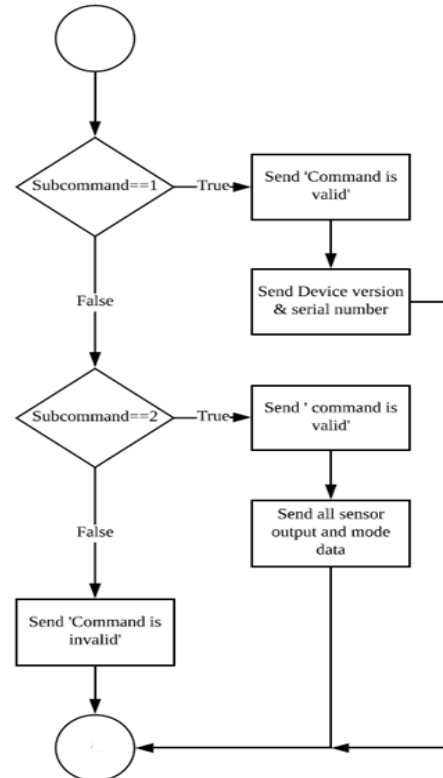 Subcommand==1
True
Send 'Command is
valid'
Send Device version
& serial number
False
Subcommand==2
True
Send ' command is
valid'
Send all sensor
output and mode
data
False
Send 'Command is
invalid'